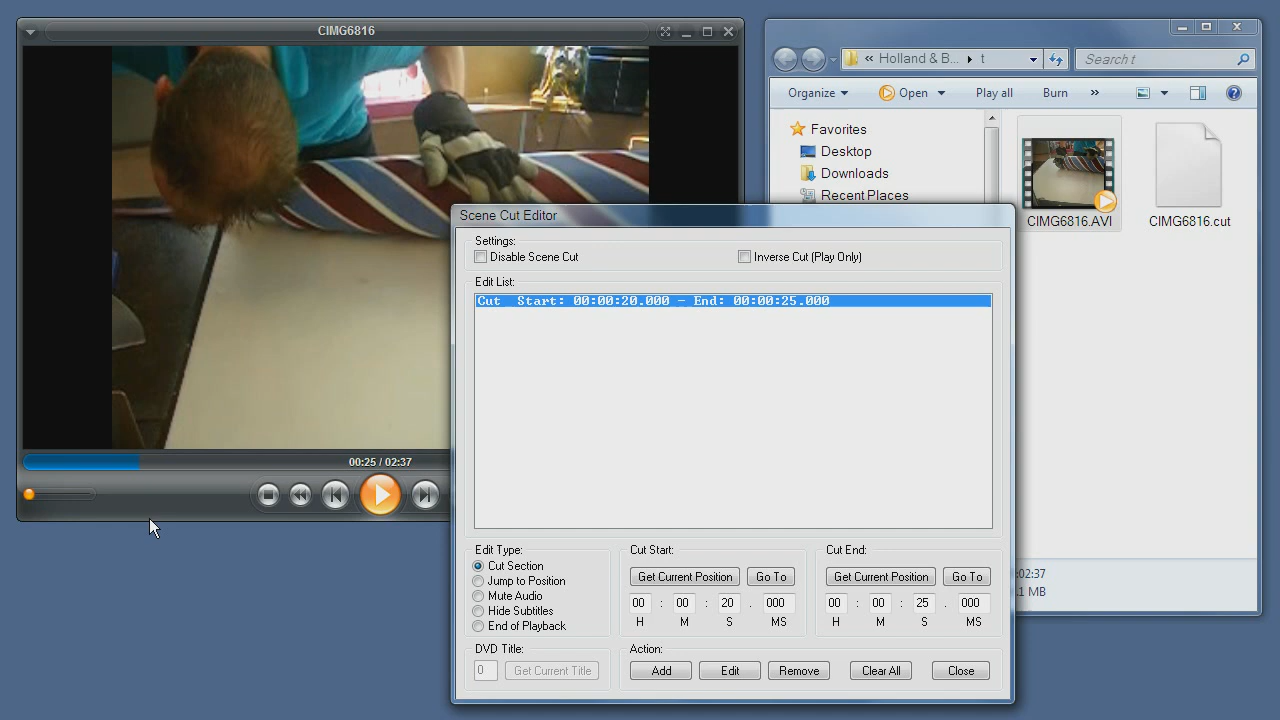 CIMG6816
00:25 / 02:37
« Holland & B... t
Search t
Organize Open Play all Burn »
Favorites
Desktop
Downloads
Recent Places
CIMG6816.AVI
CIMG6816.cut
02:37
1 MB
Scene Cut Editor
Settings:
Disable Scene Cut
Inverse Cut (Play Only)
Edit List:
Cut Start: 00:00:20.000 - End: 00:00:25.000
Edit Type:
Cut Section
Jump to Position
Mute Audio
Hide Subtitles
End of Playback
Cut Start:
Get Current Position Go To
00 : 00 : 20 . 000
H M S MS
Cut End:
Get Current Position Go To
00 : 00 : 25 . 000
H M S MS
DVD Title:
0 Get Current Title
Action:
Add Edit Remove Clear All Close